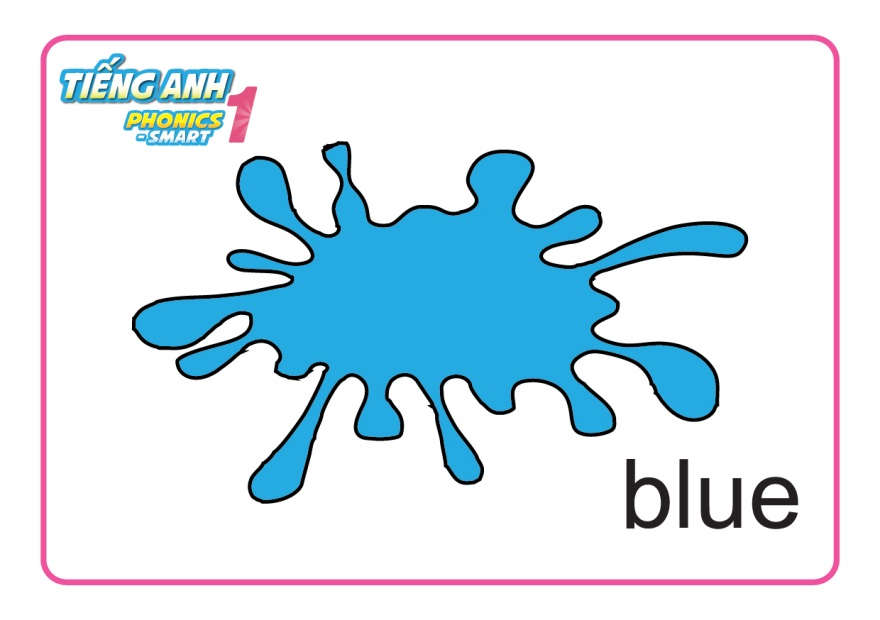 TIẾNG ANH 1
PHONICS
-SMART
blue